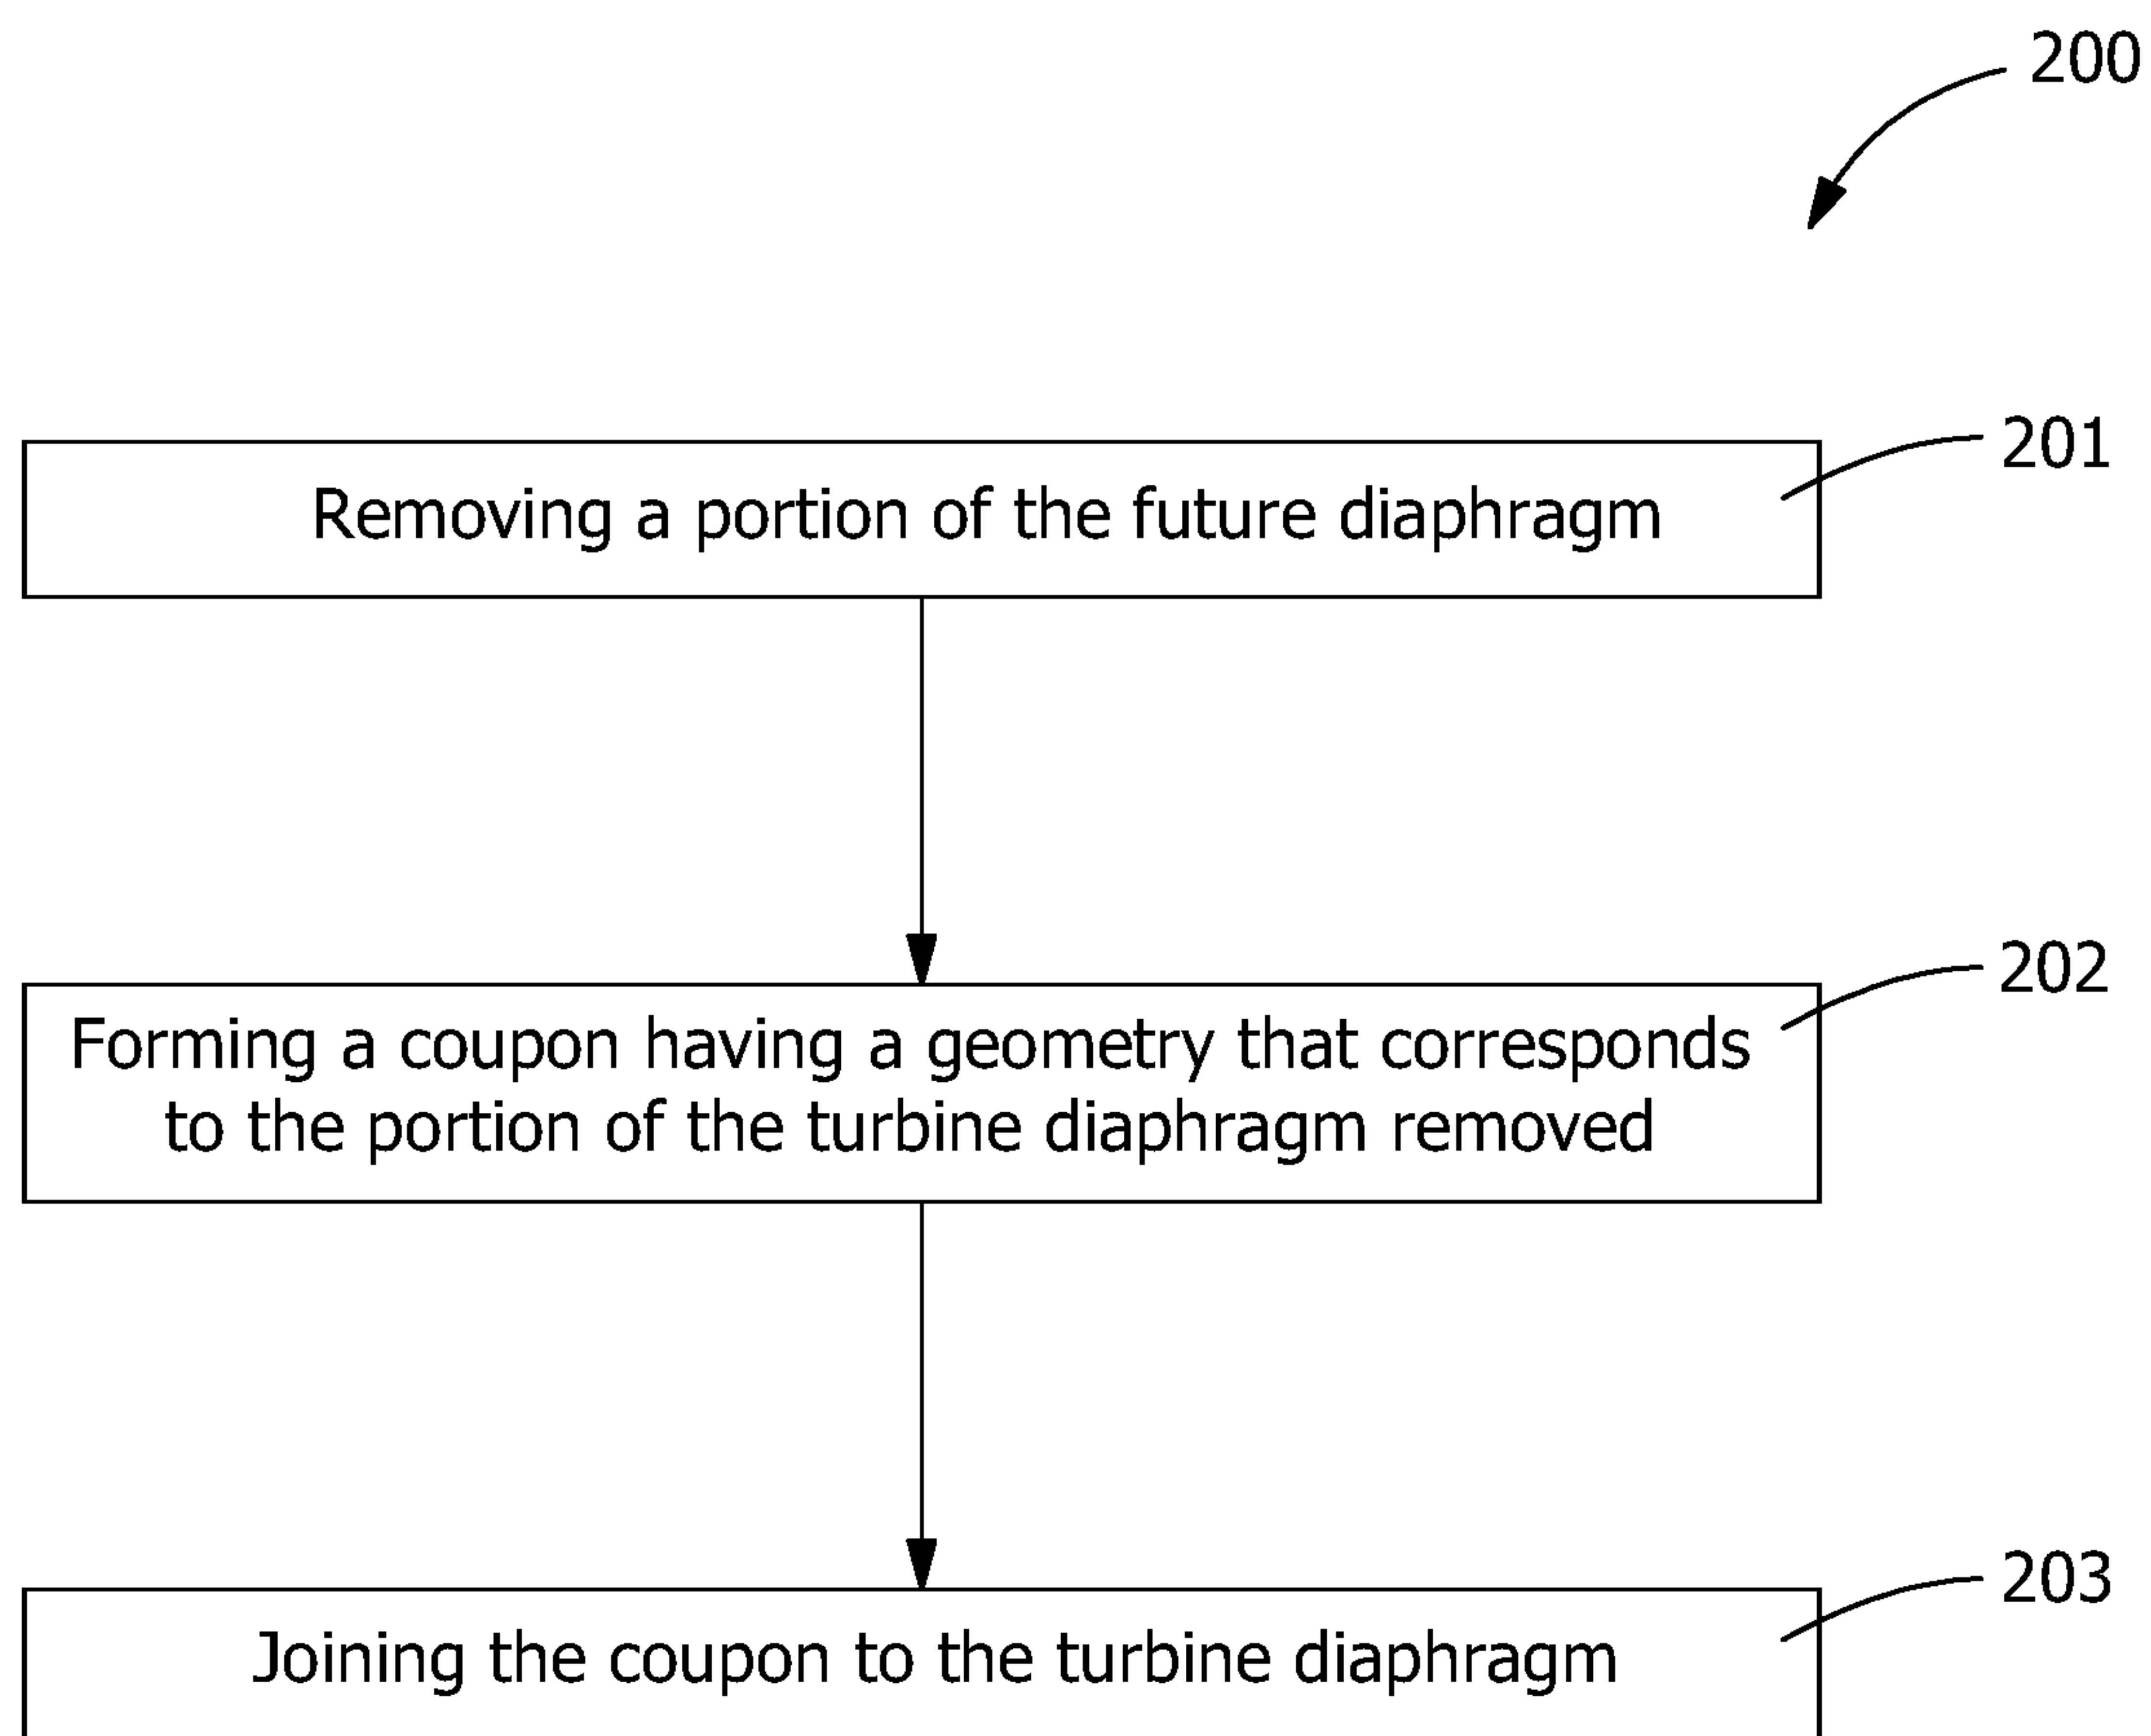 200
201
Removing a portion of the future diaphragm
202
Forming a coupon having a geometry that corresponds
to the portion of the turbine diaphragm removed
203
Joining the coupon to the turbine diaphragm